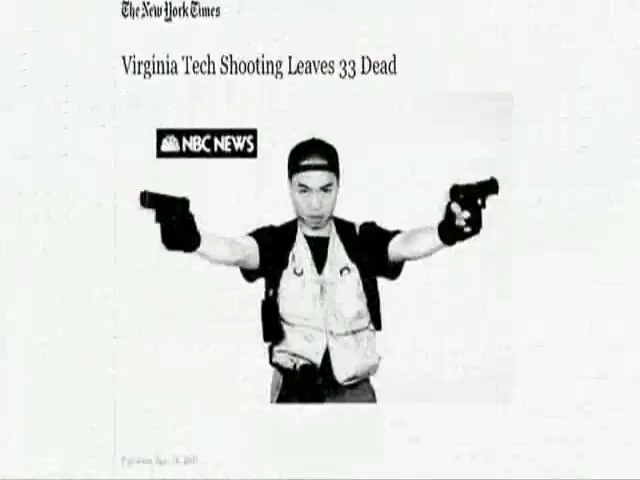 The New York Times
Virginia Tech Shooting Leaves 33 Dead
NBC NEWS